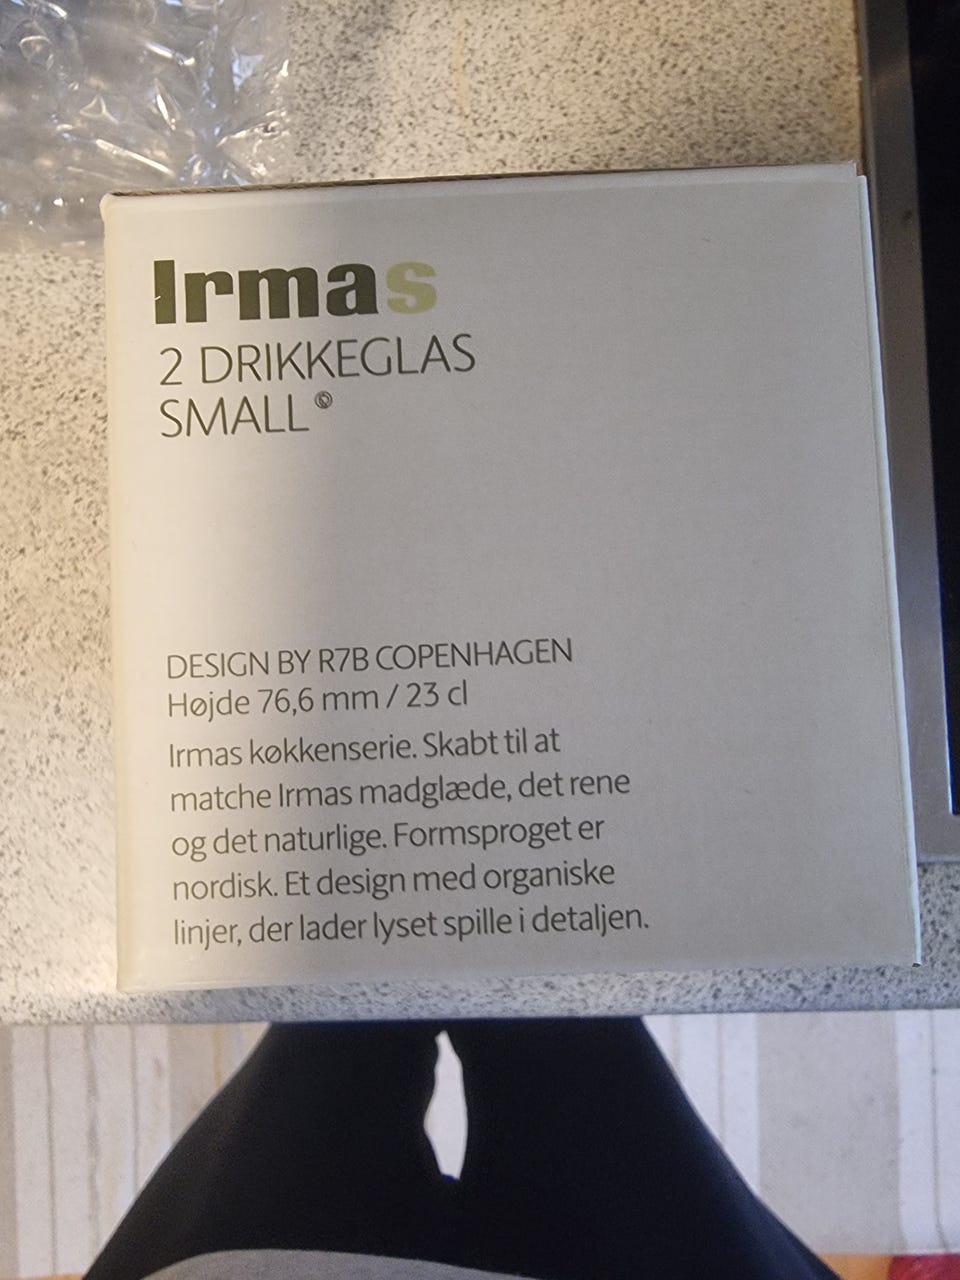 Irmas
2 DRIKKEGLAS
SMALL©
DESIGN BY R7B COPENHAGEN
Højde 76,6 mm / 23 cl
Irmas køkkenserie. Skabt til at
matche Irmas madglæde, det rene
og det naturlige. Formsproget er
nordisk. Et design med organiske
linjer, der lader lyset spille i detaljen.